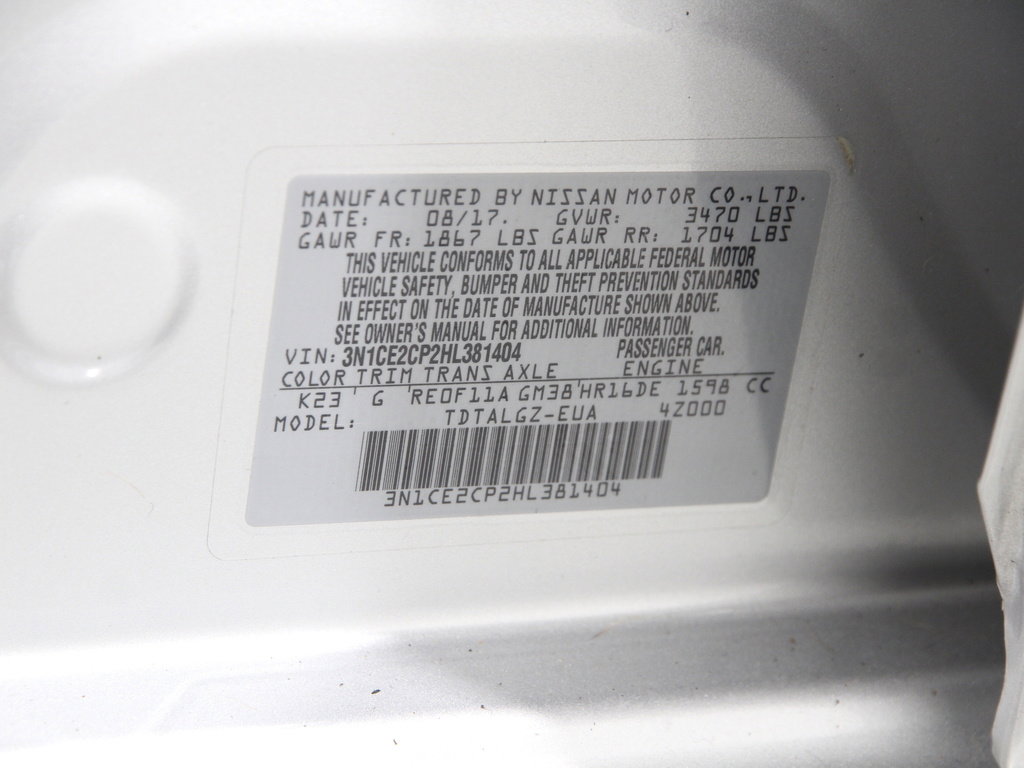 MANUFACTURED BY NISSAN MOTOR CO.,LTD.
DATE: 08/17. GVWR: 3470 LBS
GAWR FR: 1867 LBS GAWR RR: 1704 LBS
THIS VEHICLE CONFORMS TO ALL APPLICABLE FEDERAL MOTOR
VEHICLE SAFETY, BUMPER AND THEFT PREVENTION STANDARDS
IN EFFECT ON THE DATE OF MANUFACTURE SHOWN ABOVE.
SEE OWNER'S MANUAL FOR ADDITIONAL INFORMATION.
VIN: 3N1CE2CP2HL381404 PASSENGER CAR.
COLOR TRIM TRANS AXLE ENGINE
K23 ' G 'RE0F11A GM38'HR16DE 1598 CC
MODEL: TDTALGZ-EUA 4Z000
3N1CE2CP2HL381404